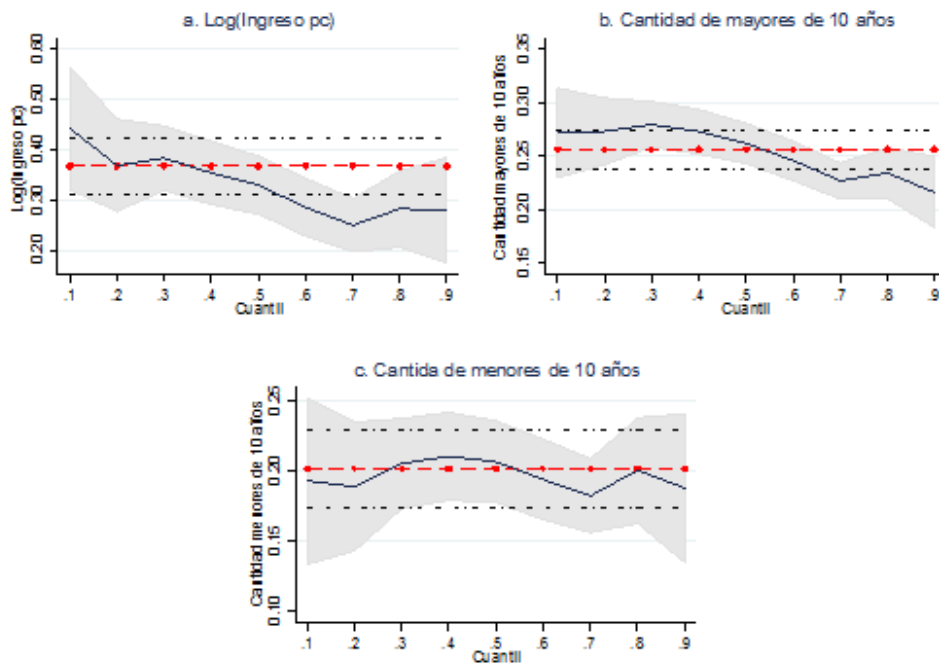 a. Log(Ingreso pc)
Log(Ingreso pc)
0.60
0.50
0.40
0.30
0.20
.1 .2 .3 .4 .5 .6 .7 .8 .9
Cuantil
b. Cantidad de mayores de 10 años
Cantidad mayores de 10 años
0.35
0.30
0.25
0.20
0.15
.1 .2 .3 .4 .5 .6 .7 .8 .9
Cuantil
c. Cantida de menores de 10 años
Cantidad menores de 10 años
0.25
0.20
0.15
0.10
.1 .2 .3 .4 .5 .6 .7 .8 .9
Cuantil